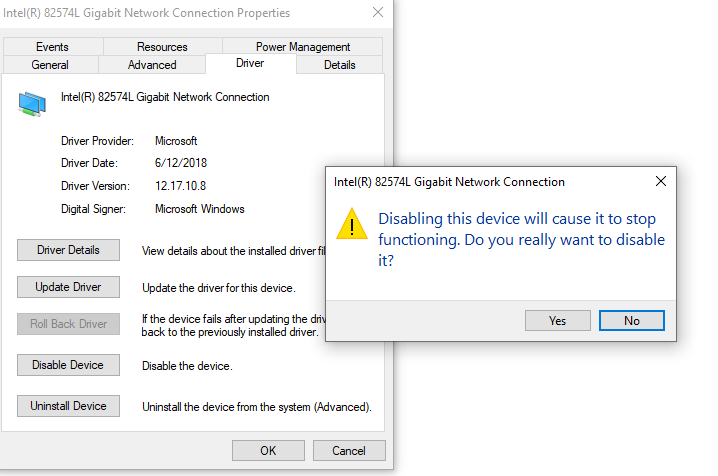 Intel(R) 82574L Gigabit Network Connection Properties
Events Resources Power Management
General Advanced Driver Details
Intel(R) 82574L Gigabit Network Connection
Driver Provider: Microsoft
Driver Date: 6/12/2018
Driver Version: 12.17.10.8
Digital Signer: Microsoft Windows
Driver Details View details about the installed driver
Update Driver Update the driver for this device.
Roll Back Driver If the device fails after updating the
back to the previously installed driver.
Disable Device Disable the device.
Uninstall Device Uninstall the device from the system (Advanced).
OK Cancel
Intel(R) 82574L Gigabit Network Connection
Disabling this device will cause it to stop
functioning. Do you really want to disable
it?
Yes No